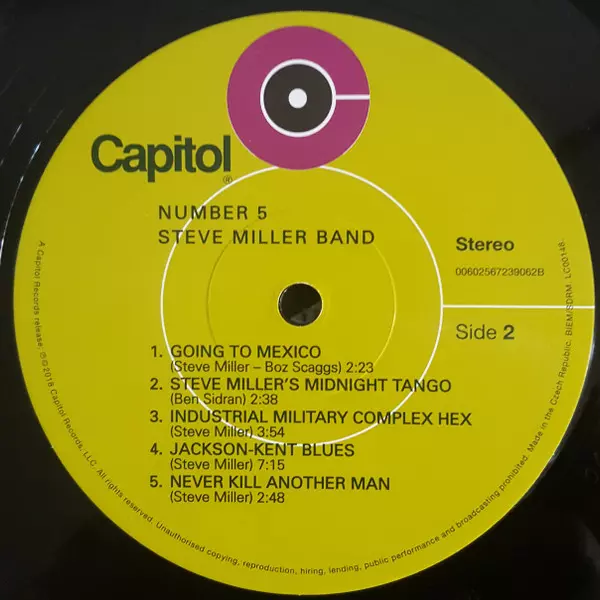 Capitol®
NUMBER 5
STEVE MILLER BAND
Stereo
00602567239062B
Side 2
1. GOING TO MEXICO
(Steve Miller – Boz Scaggs) 2:23
2. STEVE MILLER'S MIDNIGHT TANGO
(Ben Sidran) 2:38
3. INDUSTRIAL MILITARY COMPLEX HEX
(Steve Miller) 3:54
4. JACKSON-KENT BLUES
(Steve Miller) 7:15
5. NEVER KILL ANOTHER MAN
(Steve Miller) 2:48
A Capitol Records release; ℗©2018 Capitol Records, LLC. All rights reserved. Unauthorised copying, reproduction, hiring, lending, public performance and broadcasting prohibited. Made in the Czech Republic. BIEM/SDRM. LC00148·